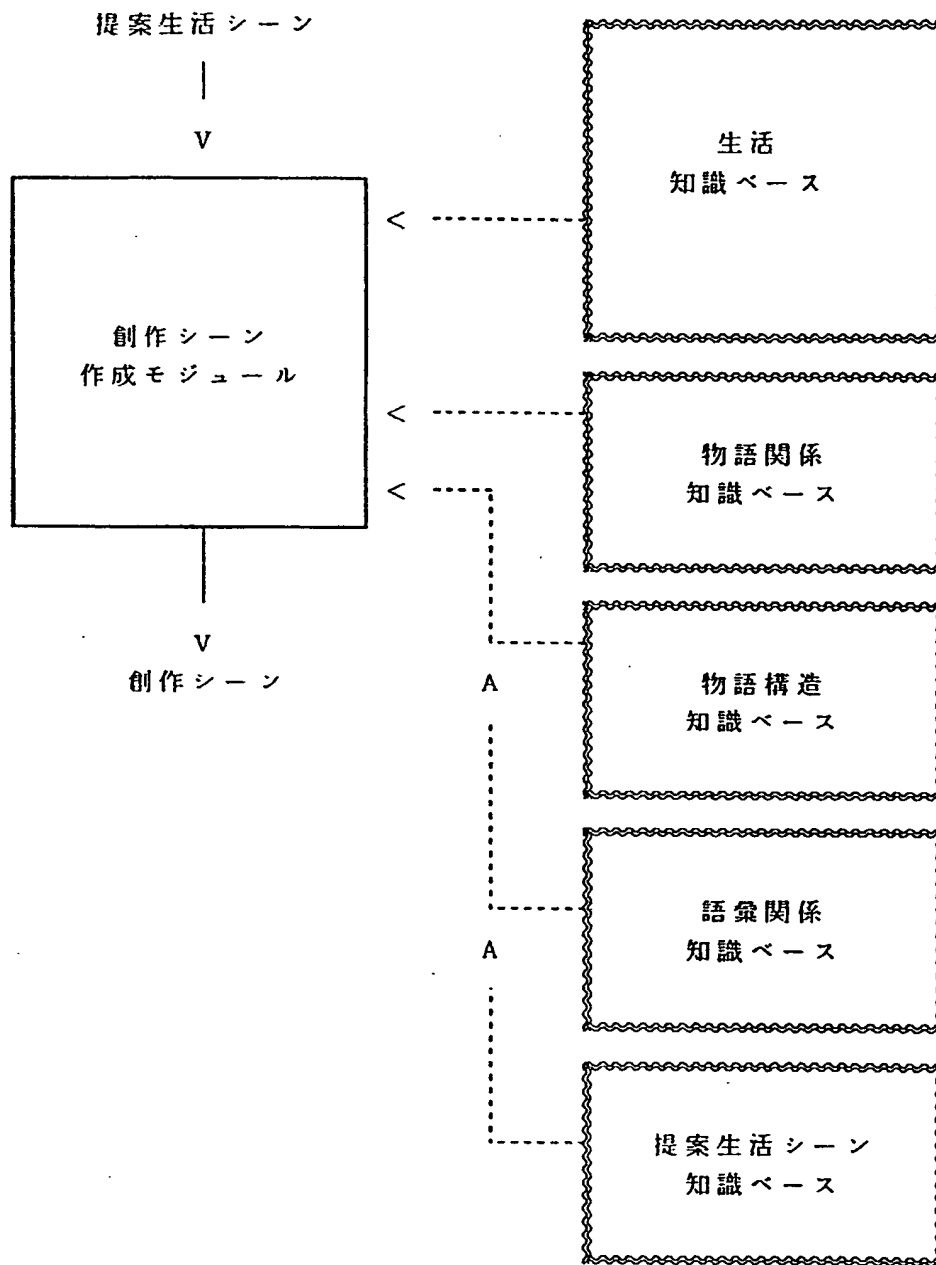 提案生活シーン
V
創作シーン
作成モジュール
V
創作シーン
生活
知識ベース
<
物語関係
知識ベース
<
<
物語構造
知識ベース
A
語彙関係
知識ベース
A
提案生活シーン
知識ベース